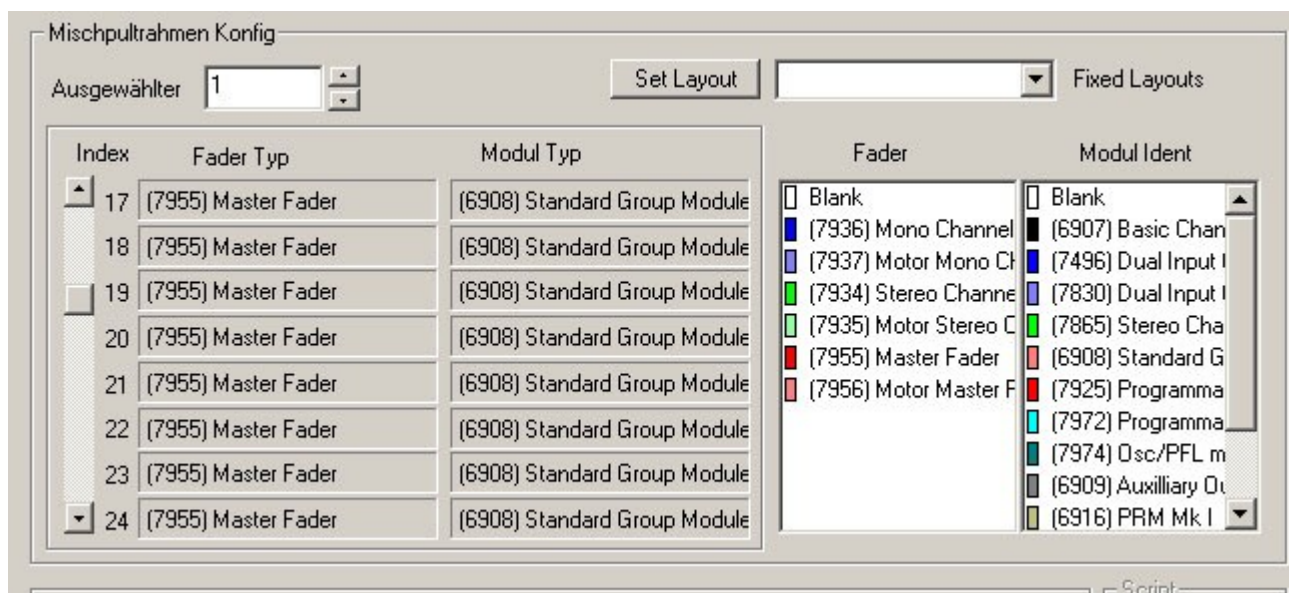 Mischpultrahmen Konfig
Ausgewählter 1 Set Layout Fixed Layouts
Index Fader Typ Modul Typ Fader Modul Ident
17 (7955) Master Fader (6908) Standard Group Module
18 (7955) Master Fader (6908) Standard Group Module
19 (7955) Master Fader (6908) Standard Group Module
20 (7955) Master Fader (6908) Standard Group Module
21 (7955) Master Fader (6908) Standard Group Module
22 (7955) Master Fader (6908) Standard Group Module
23 (7955) Master Fader (6908) Standard Group Module
24 (7955) Master Fader (6908) Standard Group Module
Blank
(7936) Mono Channel
(7937) Motor Mono
(7934) Stereo Channe
(7935) Motor Stereo
(7955) Master Fader
(7956) Motor Master
Blank
(6907) Basic Chan
(7496) Dual Input
(7830) Dual Input
(7865) Stereo Cha
(6908) Standard G
(7925) Programma
(7972) Programma
(7974) Osc/PFL m
(6909) Auxilliary
(6916) PRM Mk I